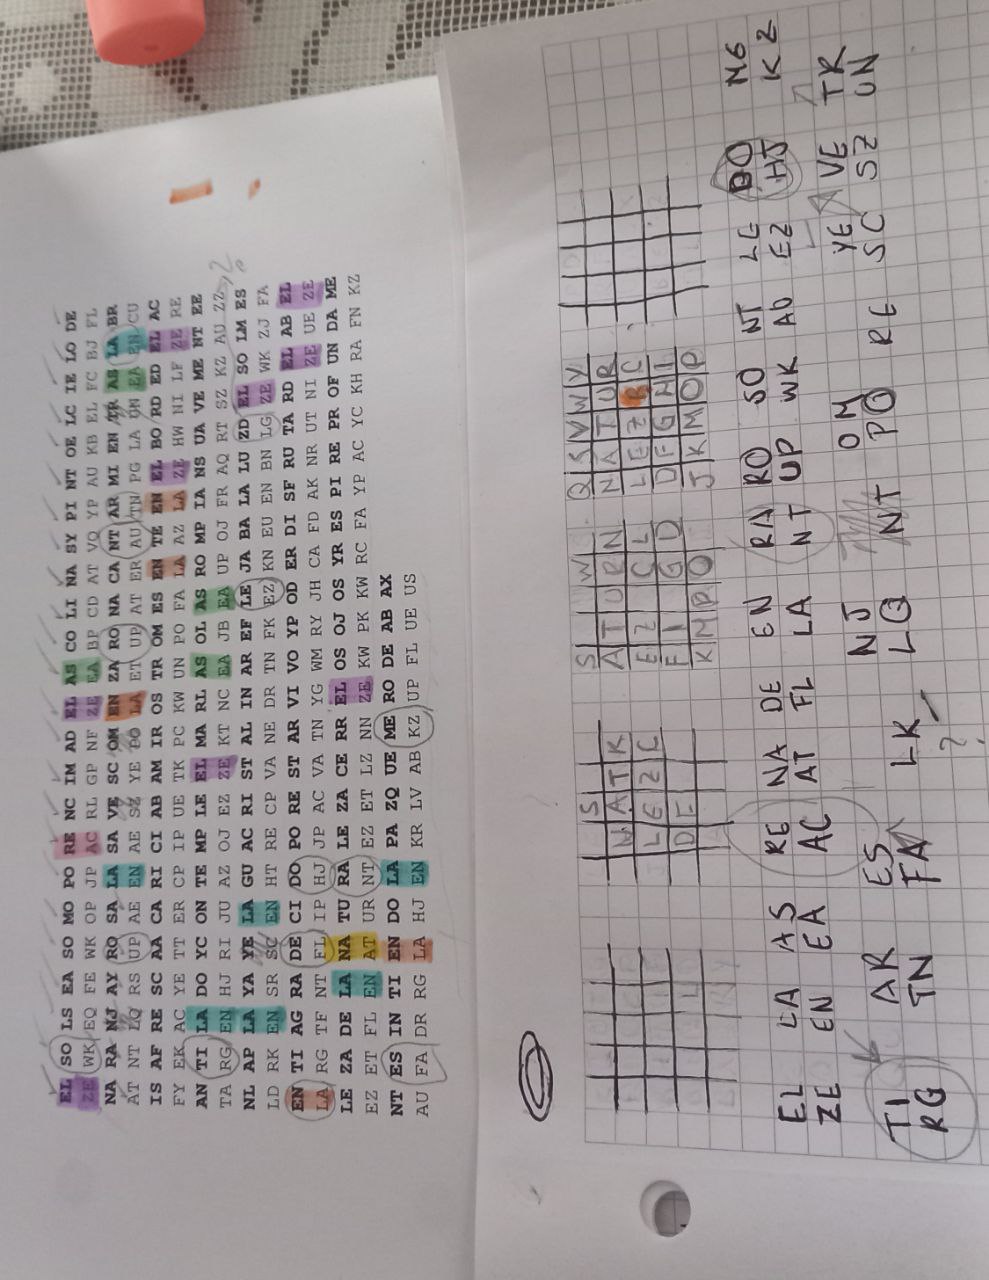 EL SO LS EA SO MO PO RE NC IM AD EL AS CO LI NA SY PI NT OE LC IE LO DE
ZE WK EQ FE WK OP JP AC RL GP NF ZE EA BP CD AT VQ YP AU KB EL FC BJ FL
NA RA NJ AY RO SA LA SA VE SC OM EN ZA RO NA CA NT AR MI EN TR AS LA BR
AT NT LQ RS UP AE EN AE SZ YE PO LA ET UP AT ER AU TN PG LA UN EA EN CU
IS AF RE SC AA CA RI CI AB AM IR OS TR OM ES EN TE EN EL BO RD ED EL AC
FY EK AC YE TT ER CP IP UE TK PC KW UN PO FA LA AZ LA ZE HW NI LF ZE RE
AN TI LA DO YC ON TE MP LE EL MA RL AS OL AS RO MP IA NS UA VE ME NT EE
TA RG EN HJ RI JU AZ OJ EZ ZE KT NC EA JB EA UP OJ FR AQ RT SZ KZ AU ZZ
NL AP LA YA YE LA GU AC RI ST AL IN AR EF LE JA BA LA LU ZD EL SO LM ES
LD RK EN SR SC EN HT RE CP VA NE DR TN FK EZ KN EU EN BN LG ZE WK ZJ FA
EN TI AG RA DE CI DO PO RE ST AR VI VO YP OD ER DI SF RU TA RD EL AB EL
LA RG TF NT EL IP HJ JP AC VA TN YG WM RY JH CA FD AK NR UT NI ZE UE ZE
LE ZA DE LA NA TU RA LE ZA CE RR EL OS OJ OS YR ES PI RE PR OF UN DA ME
EZ ET FL EN AT UR NT EZ ET LZ NN ZE KW PK KW RC FA YP AC YC KH RA FN KZ
NT ES IN TI EN DO LA PA ZQ UE ME RO DE AB AX
AU FA DR RG LA HJ EN KR LV AB KZ UP FL UE US
S
N A T K
L E Z C
D F
S I W
A T U R N
E Z C L
F I G D
K M P O
Q S V W Y
N A T U R
L E Z B C
D F G H I
J K M O P
EL LA AS RE NA DE EN RA RO SO NT LE DO ME
ZE EN EA AC AT FL LA NT UP WK AU EZ HJ KZ
TI AR ES LK NJ OM YE VE TR
RG TN FA LQ NT PO RE SC SZ UN
?